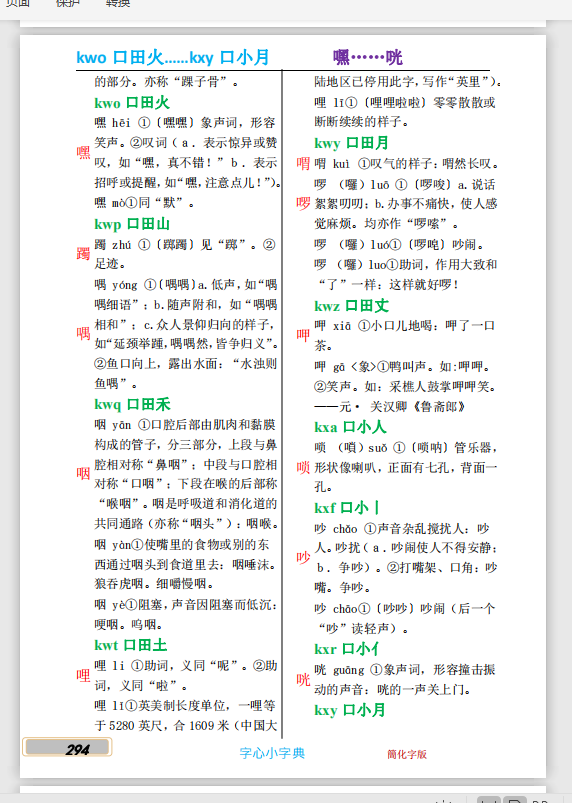 页面 保护 转换
kwo 口田火……kxy 口小月
嘿……咣
的部分。亦称“踝子骨”。
kwo 口田火
嘿
嘿 hēi ①〔嘿嘿〕象声词，形容
笑声。②叹词（a．表示惊异或赞
叹，如“嘿，真不错！” b．表示
招呼或提醒，如“嘿，注意点儿！”）。
嘿 mò①同“默”。
kwp 口田山
躅
躅 zhú ①〔踯躅〕见“踯”。②
足迹。
喁
喁 yóng ①〔喁喁〕a.低声，如“喁
喁细语”；b.随声附和，如“喁喁
相和”；c.众人景仰归向的样子，
如“延颈举踵，喁喁然，皆争归义”。
②鱼口向上，露出水面：“水浊则
鱼喁”。
kwq 口田禾
咽
咽 yān ①口腔后部由肌肉和黏膜
构成的管子，分三部分，上段与鼻
腔相对称“鼻咽”；中段与口腔相
对称“口咽”；下段在喉的后部称
“喉咽”。咽是呼吸道和消化道的
共同通路（亦称“咽头”）：咽喉。
咽 yàn①使嘴里的食物或别的东
西通过咽头到食道里去：咽唾沫。
狼吞虎咽。细嚼慢咽。
咽 yè①阻塞，声音因阻塞而低沉：
哽咽。呜咽。
kwt 口田土
哩
哩 li ①助词，义同“呢”。②助
词，义同“啦”。
哩 lǐ①英美制长度单位，一哩等
于 5280 英尺，合 1609 米（中国大
陆地区已停用此字，写作“英里”）。
哩 lī①〔哩哩啦啦〕零零散散或
断断续续的样子。
kwy 口田月
喟
喟 kuì ①叹气的样子：喟然长叹。
啰
啰 （囉）luō ①〔啰唆〕a.说话
絮絮叨叨；b.办事不痛快，使人感
觉麻烦。均亦作“啰嗦”。
啰 （囉）luó①〔啰唣〕吵闹。
啰 （囉）luo①助词，作用大致和
“了”一样：这样就好啰！
kwz 口田丈
呷
呷 xiā ①小口儿地喝：呷了一口
茶。
呷 gā <象>①鸭叫声。如:呷呷。
②笑声。如：采樵人鼓掌呷呷笑。
——元· 关汉卿《鲁斋郎》
kxa 口小人
唢
唢 （嗩）suǒ ①〔唢呐〕管乐器，
形状像喇叭，正面有七孔，背面一
孔。
kxf 口小丨
吵
吵 chǎo ①声音杂乱搅扰人：吵
人。吵扰（a．吵闹使人不得安静；
b．争吵）。②打嘴架、口角：吵
嘴。争吵。
吵 chāo①〔吵吵〕吵闹（后一个
“吵”读轻声）。
kxr 口小亻
咣
咣 guāng ①象声词，形容撞击振
动的声音：咣的一声关上门。
kxy 口小月
294
字心小字典
简化字版